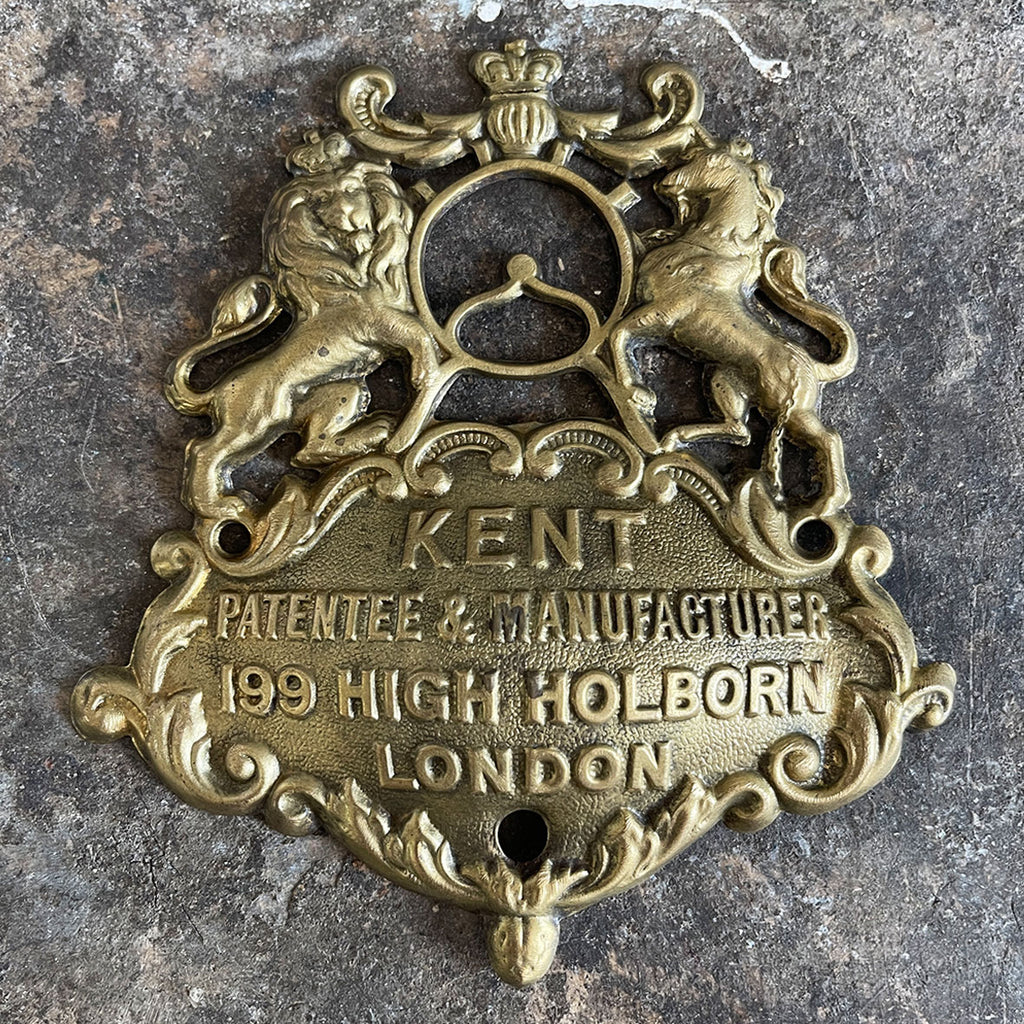 KENT
PATENTEE & MANUFACTURER
199 HIGH HOLBORN
LONDON